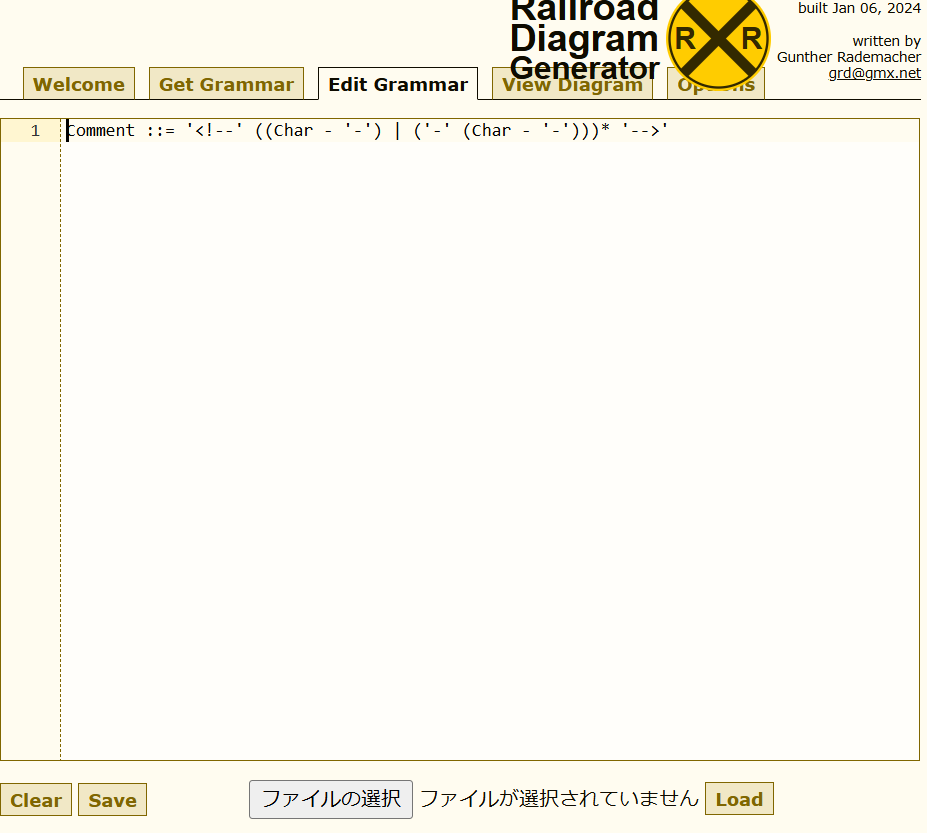 Railroad
Diagram
Generator
R R
built Jan 06, 2024
written by
Gunther Rademacher
grd@gmx.net
Welcome
Get Grammar
Edit Grammar
View Diagram
Options
1
Comment ::= '<!--' ((Char - '-') | ('-' (Char - '-')))* '-->'
Clear
Save
ファイルの選択
ファイルが選択されていません
Load